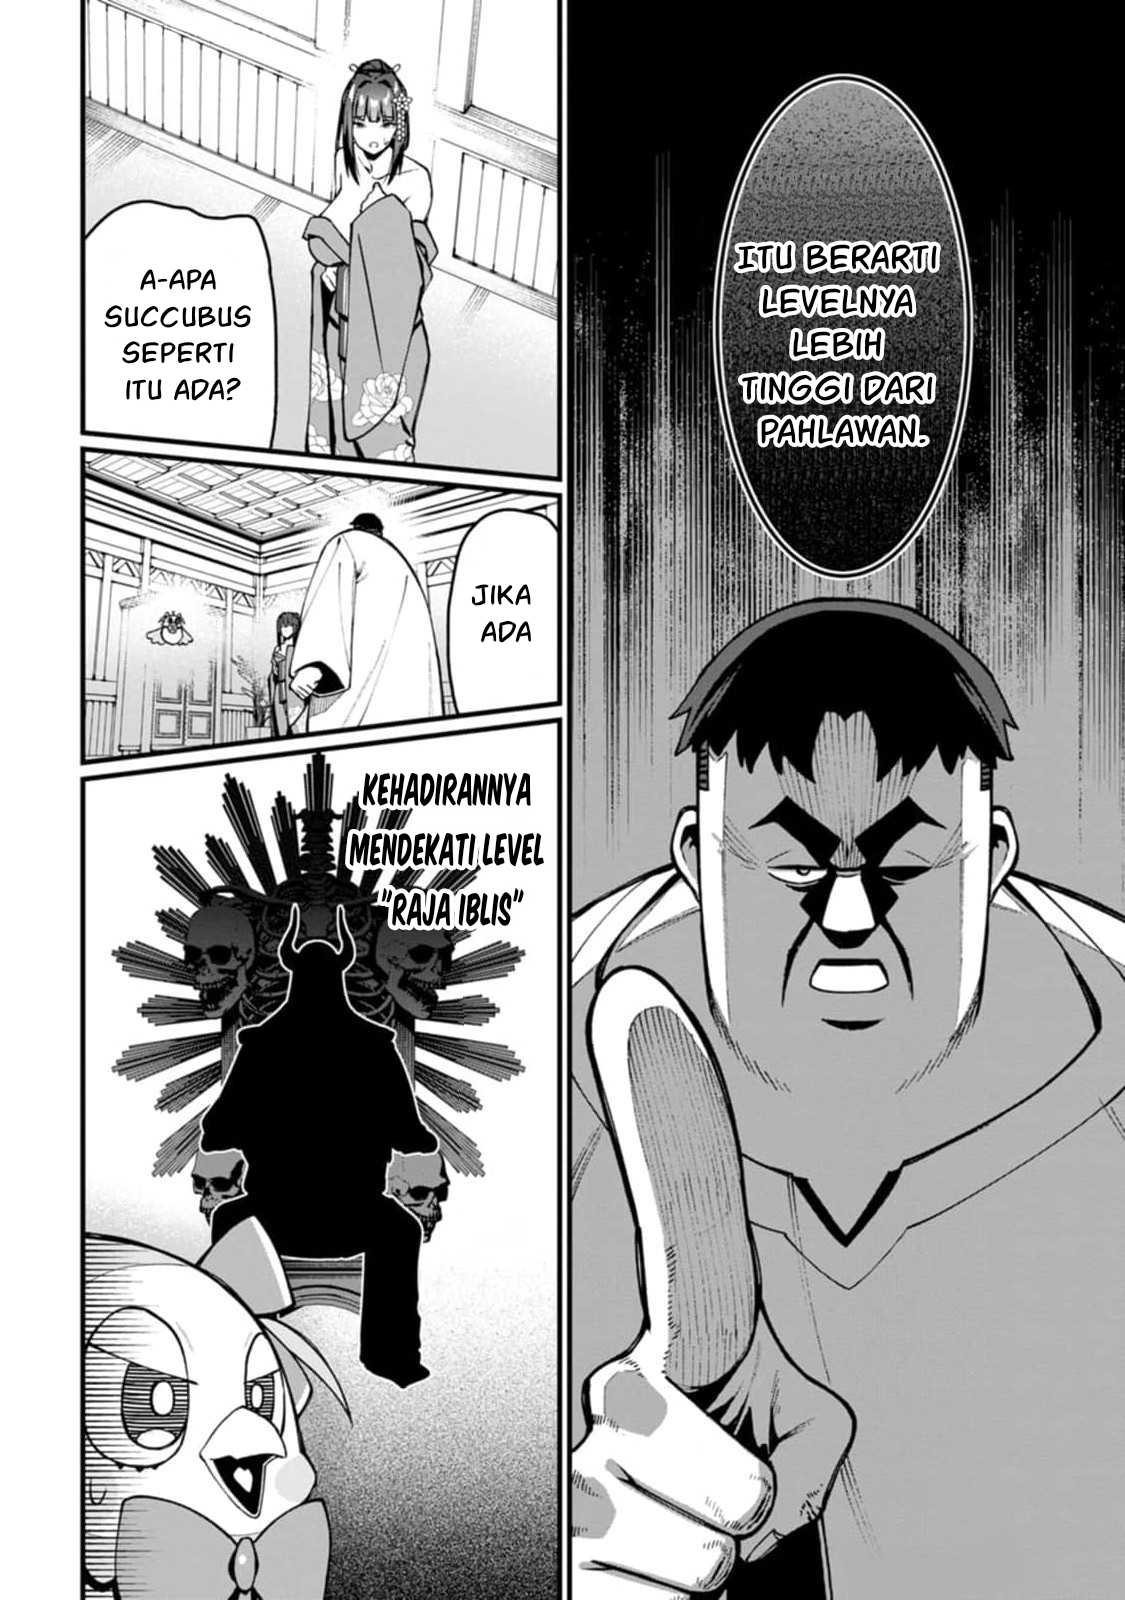 ITU BERARTI
LEVELNYA
LEBIH
TINGGI DARI
PAHLAWAN.
A-APA
SUCCUBUS
SEPERTI
ITU ADA?
JIKA
ADA
KEHADIRANNYA
MENDEKATI LEVEL
"RAJA IBLIS"